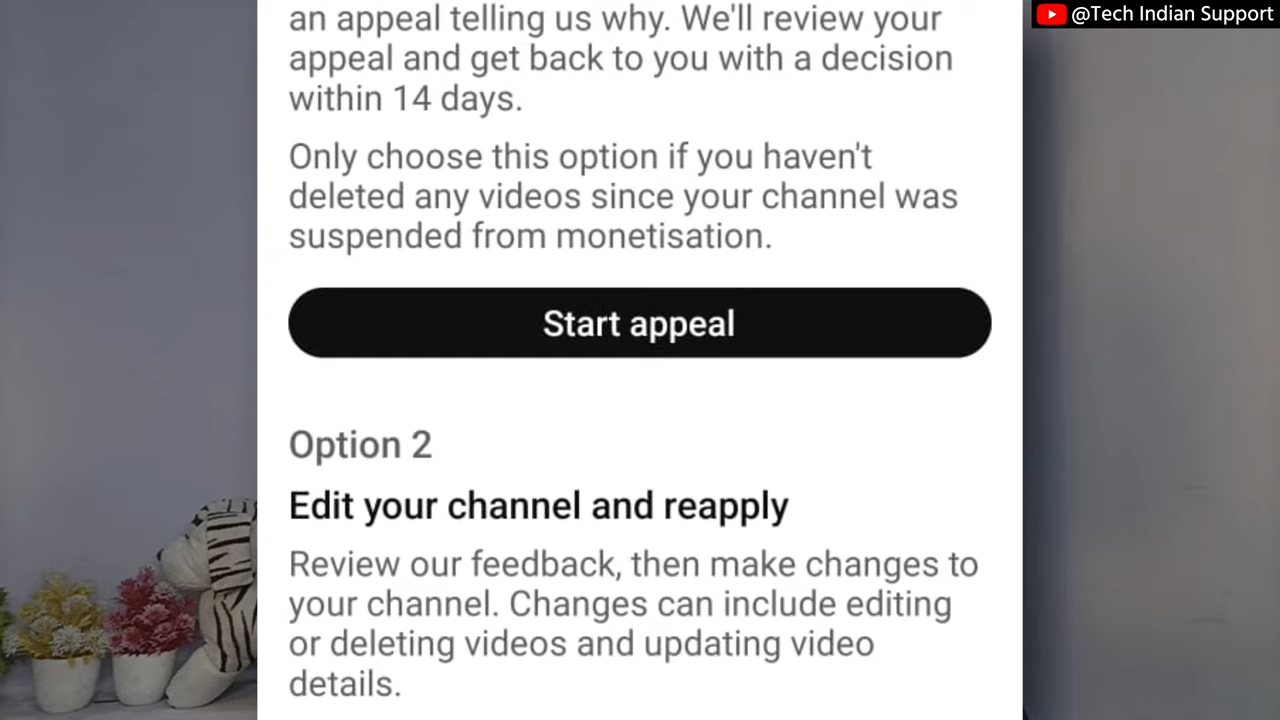 @Tech Indian Support
an appeal telling us why. We'll review your
appeal and get back to you with a decision
within 14 days.
Only choose this option if you haven't
deleted any videos since your channel was
suspended from monetisation.
Start appeal
Option 2
Edit your channel and reapply
Review our feedback, then make changes to
your channel. Changes can include editing
or deleting videos and updating video
details.